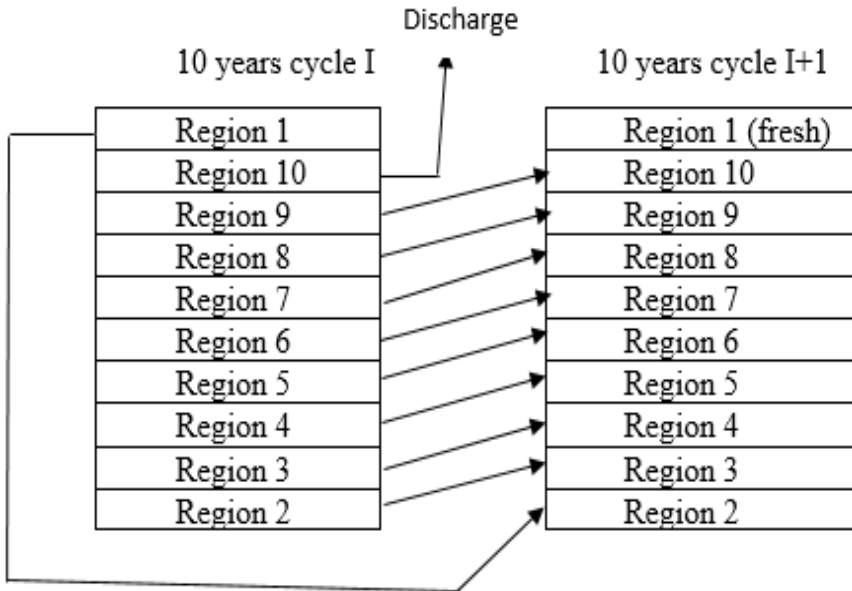 Discharge
10 years cycle I
10 years cycle I+1
Region 1
Region 10
Region 9
Region 8
Region 7
Region 6
Region 5
Region 4
Region 3
Region 2
Region 1 (fresh)
Region 10
Region 9
Region 8
Region 7
Region 6
Region 5
Region 4
Region 3
Region 2